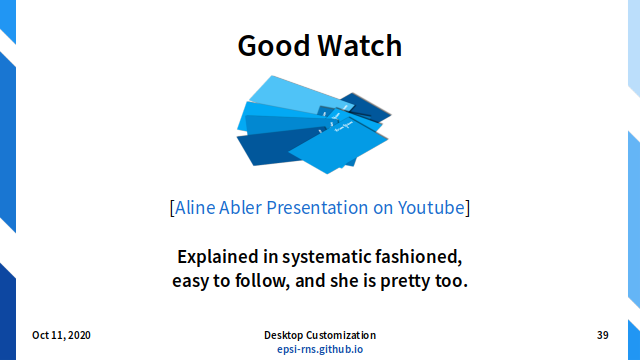 Good Watch
[Aline Abler Presentation on Youtube]
Explained in systematic fashioned,
easy to follow, and she is pretty too.
Oct 11, 2020
Desktop Customization
epsi-rns.github.io
39